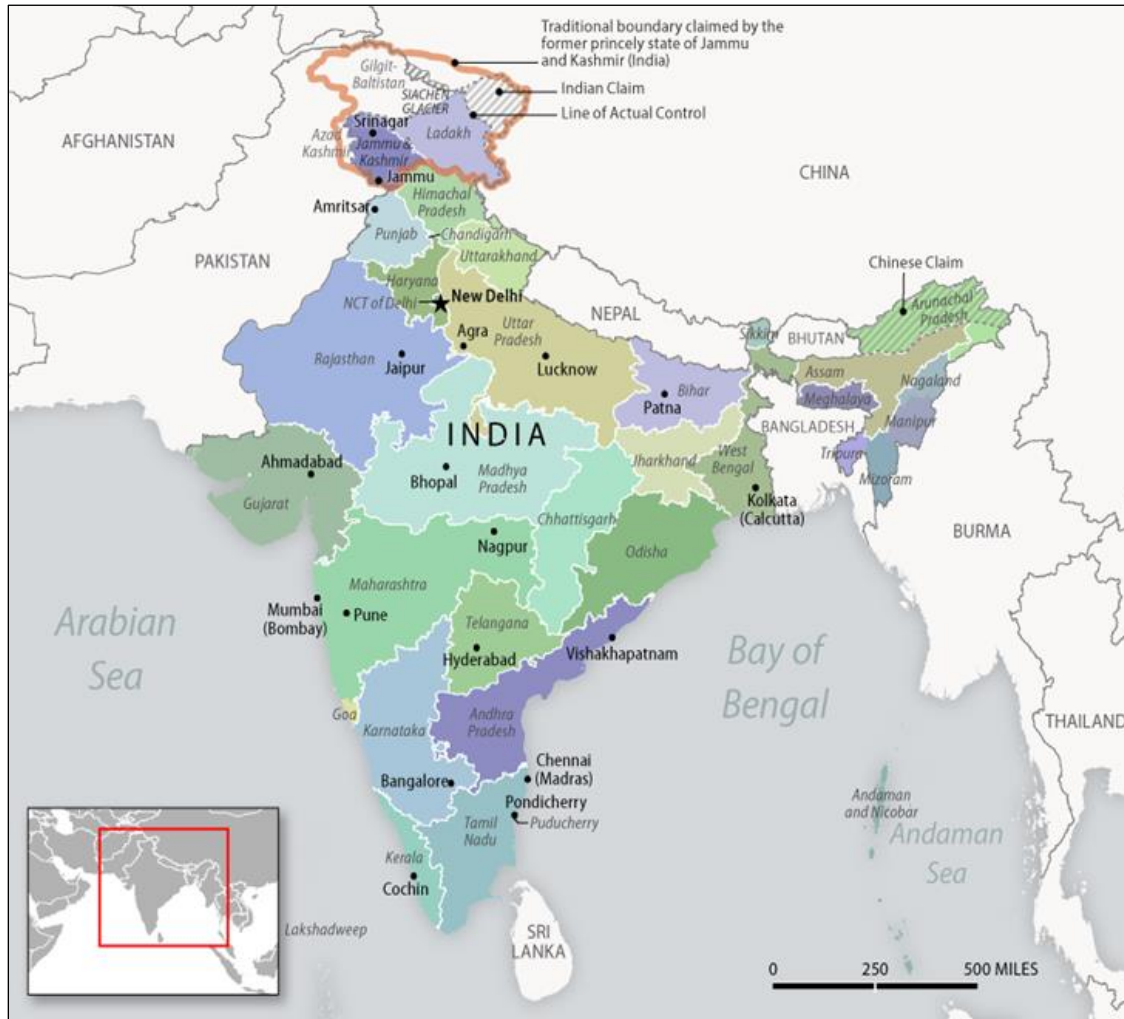 Traditional boundary claimed by the
former princely state of Jammu
and Kashmir (India)
Gilgit-
Baltistan
Indian Claim
SIACHEN
GLACIER
Line of Actual Control
Srinagar
Ladakh
Azad
Kashmir
Jammu &
Kashmir
AFGHANISTAN
Jammu
CHINA
Himachal
Pradesh
Amritsar
Punjab
Chandigarh
Uttarakhand
PAKISTAN
Chinese Claim
Haryana
NCT of Delhi
New Delhi
Arunachal
Pradesh
NEPAL
Sikkim
BHUTAN
Agra
Uttar
Pradesh
Rajasthan
Jaipur
Lucknow
Assam
Nagaland
Bihar
Patna
Meghalaya
Manipur
BANGLADESH
INDIA
Tripura
Mizoram
Ahmadabad
Bhopal
Madhya
Pradesh
Jharkhand
West
Bengal
Gujarat
Kolkata
(Calcutta)
Chhattisgarh
BURMA
Nagpur
Odisha
Maharashtra
Mumbai
(Bombay)
Pune
Telangana
Arabian
Sea
Hyderabad
Vishakhapatnam
Bay of
Bengal
Goa
Karnataka
Andhra
Pradesh
THAILAND
Bangalore
Chennai
(Madras)
Pondicherry
Puducherry
Andaman
and Nicobar
Andaman
Sea
Tamil
Nadu
Kerala
Cochin
Lakshadweep
SRI
LANKA
0 250 500 MILES